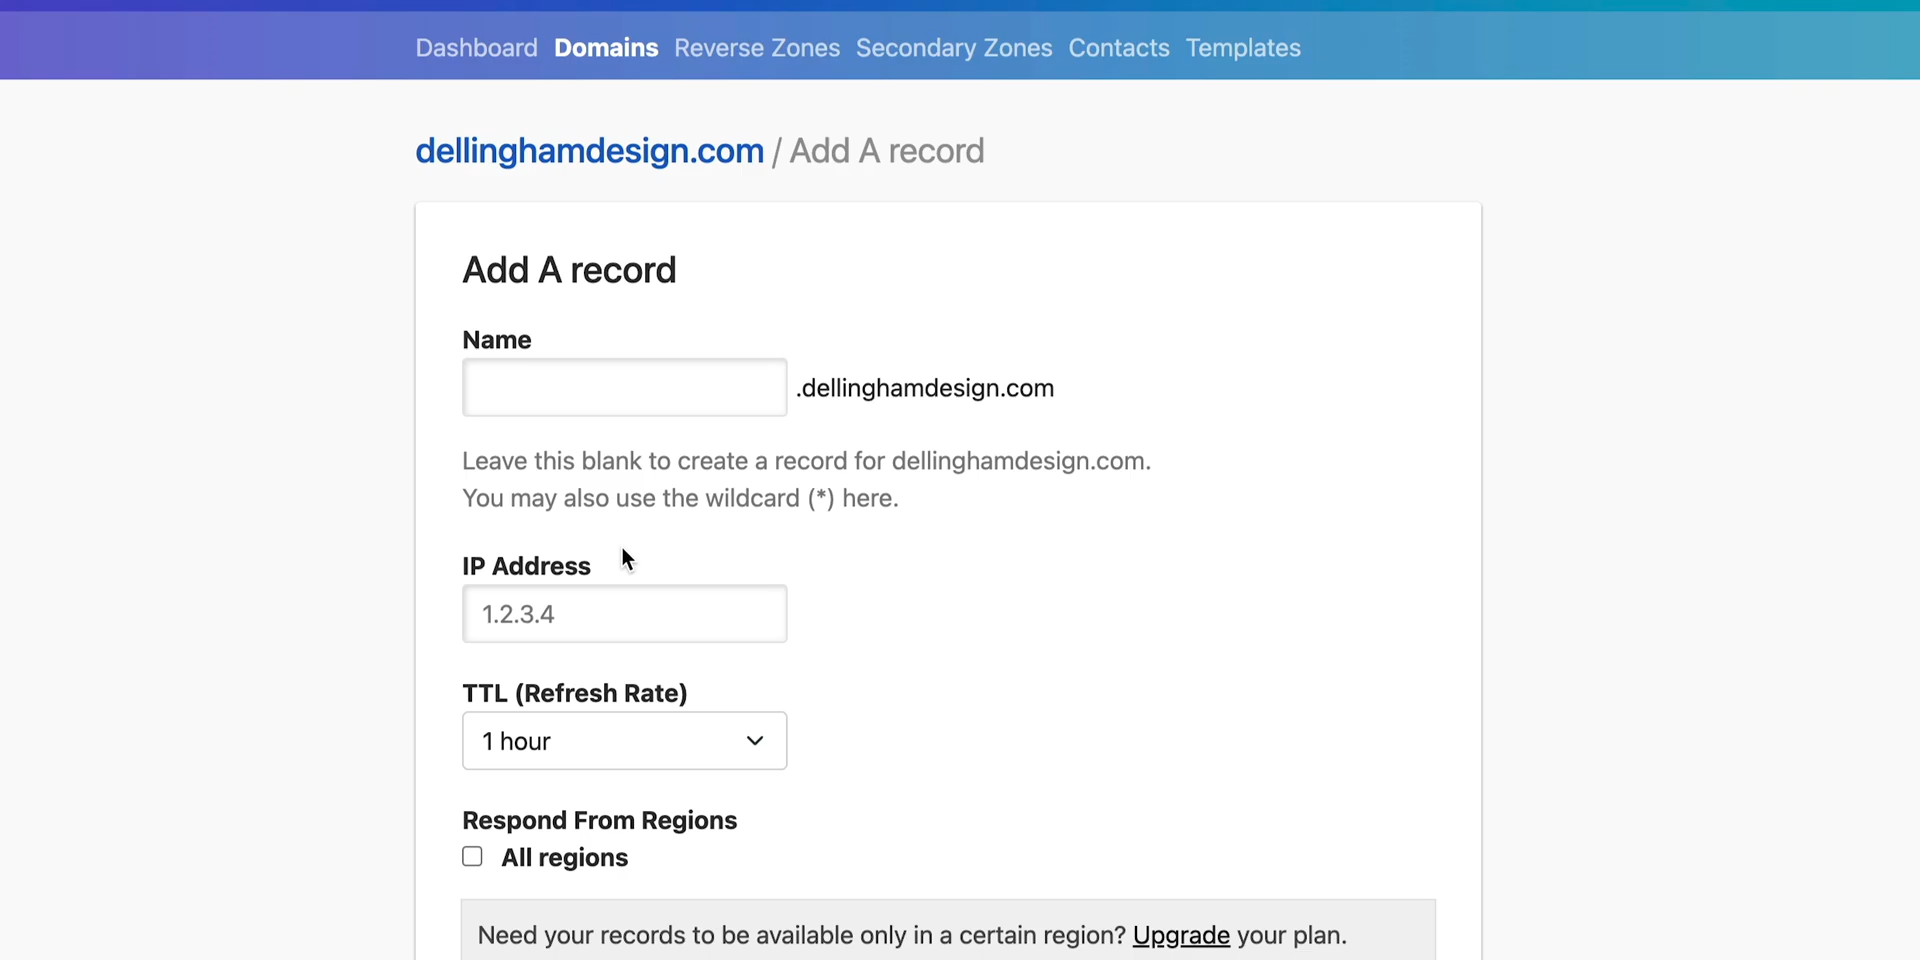 Dashboard Domains Reverse Zones Secondary Zones Contacts Templates
dellinghamdesign.com / Add A record
Add A record
Name
.dellinghamdesign.com
Leave this blank to create a record for dellinghamdesign.com.
You may also use the wildcard (*) here.
IP Address
1.2.3.4
TTL (Refresh Rate)
1 hour
Respond From Regions
All regions
Need your records to be available only in a certain region? Upgrade your plan.